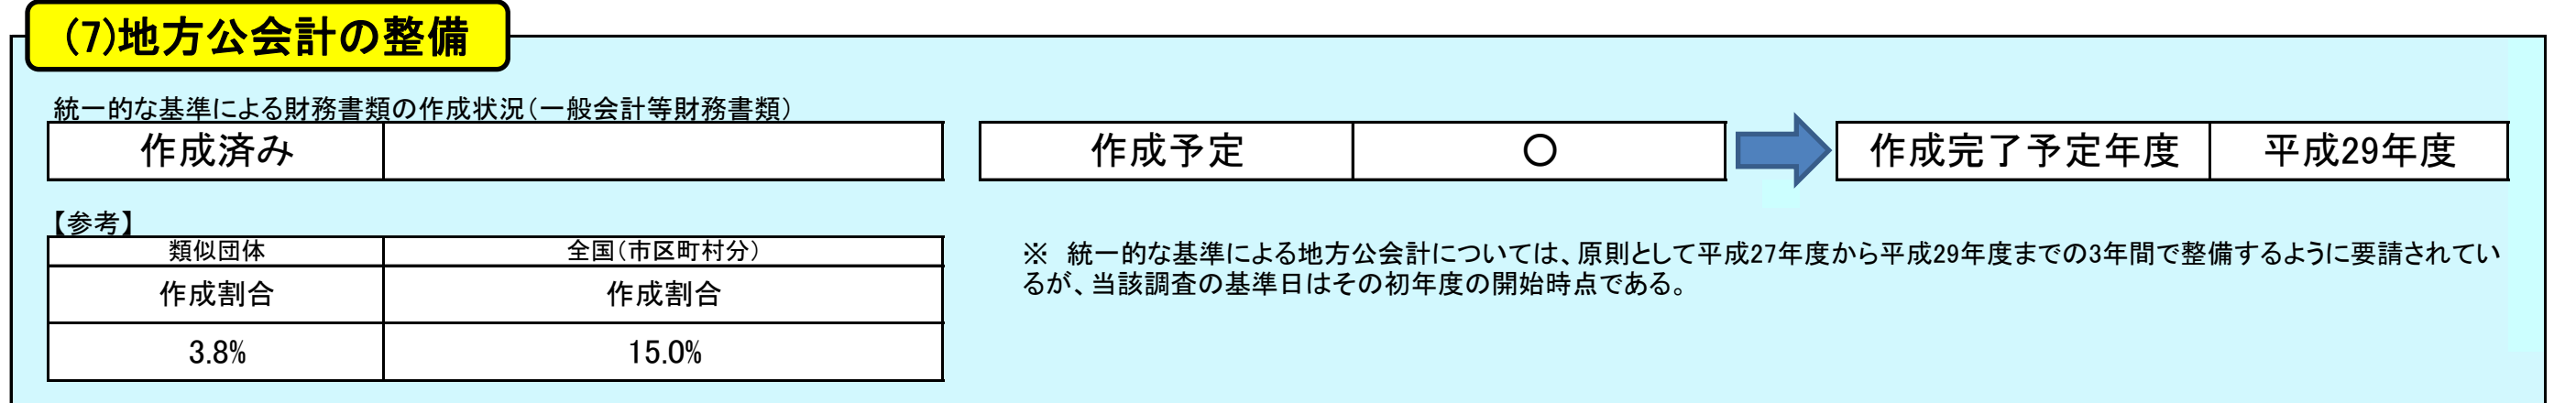 (7)地方公会計の整備
統一的な基準による財務書類の作成状況(一般会計等財務書類)
作成済み
作成予定 ○
作成完了予定年度 平成29年度
【参考】
類似団体 全国(市区町村分)
作成割合 作成割合
3.8% 15.0%
※ 統一的な基準による地方公会計については、原則として平成27年度から平成29年度までの3年間で整備するように要請されてい
るが、当該調査の基準日はその初年度の開始時点である。